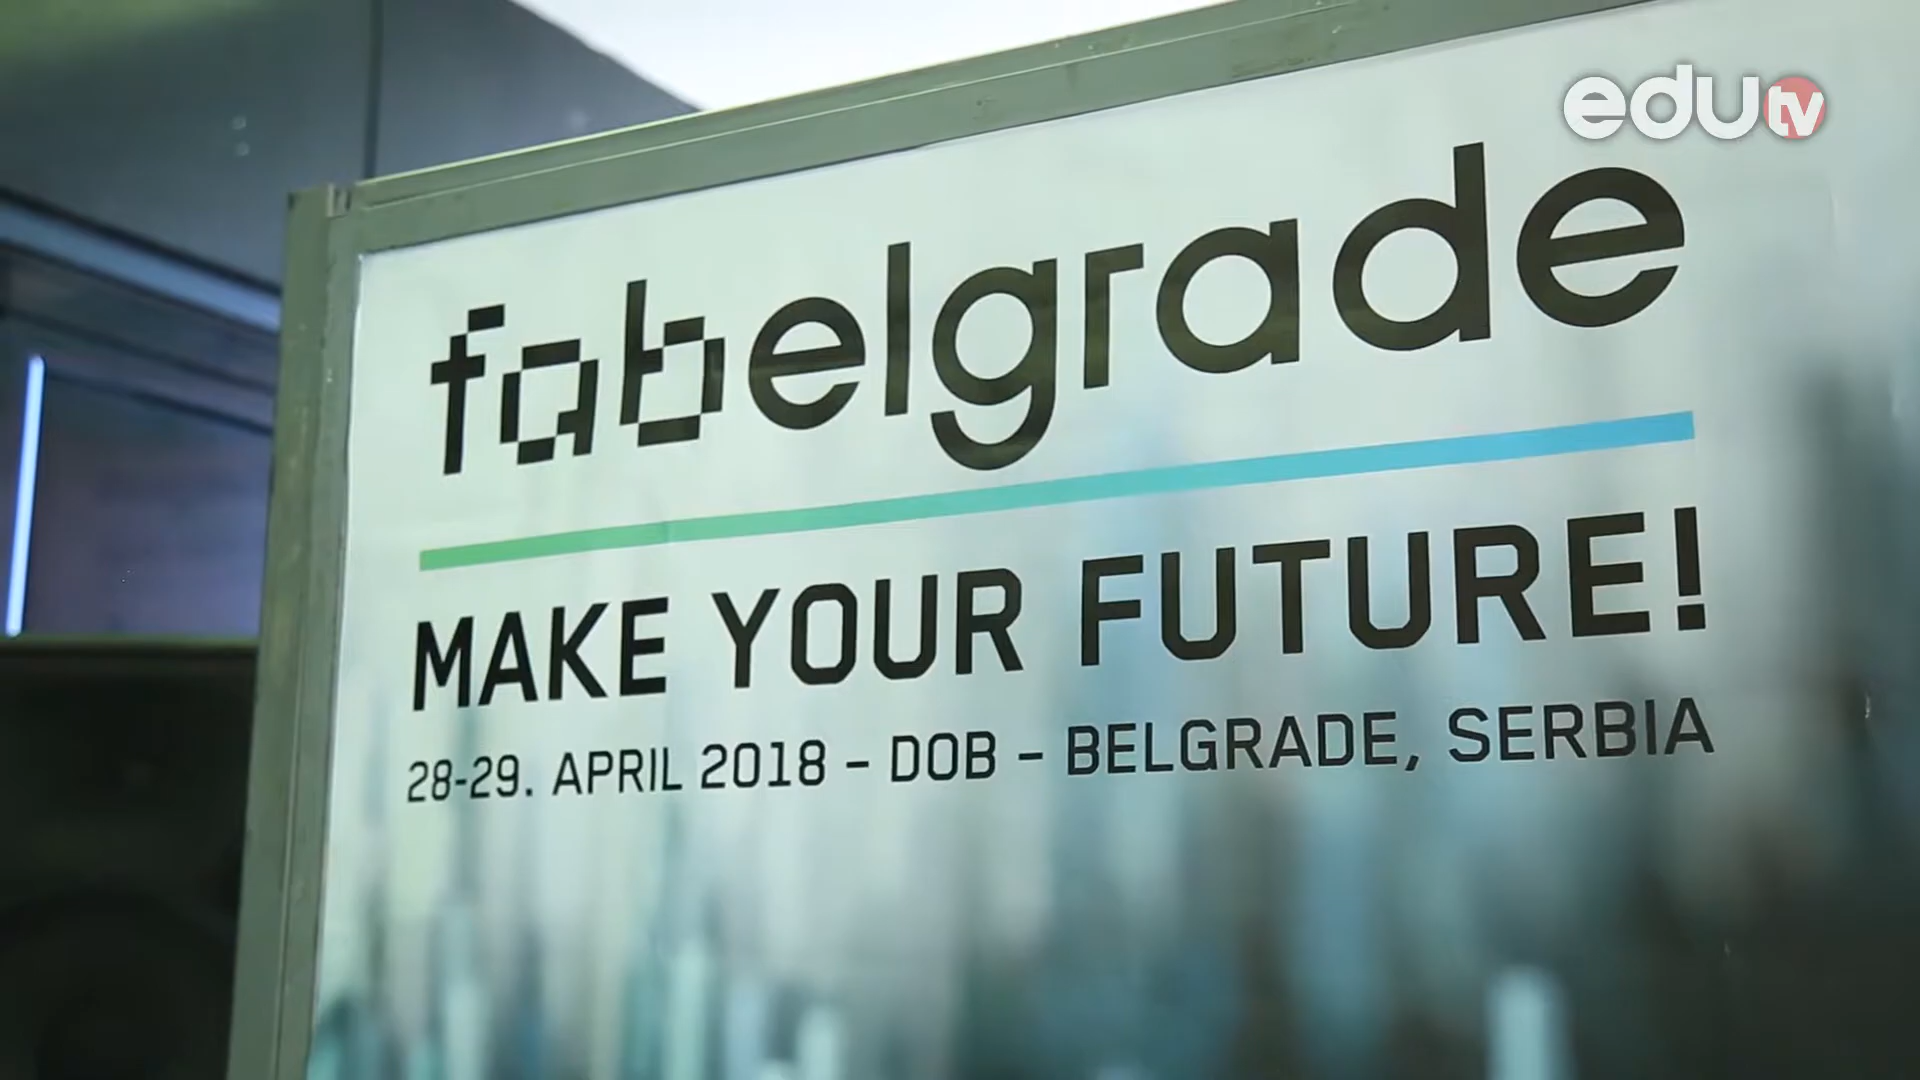 edutv
fabelgrade
MAKE YOUR FUTURE!
28-29. APRIL 2018 – DOB – BELGRADE, SERBIA